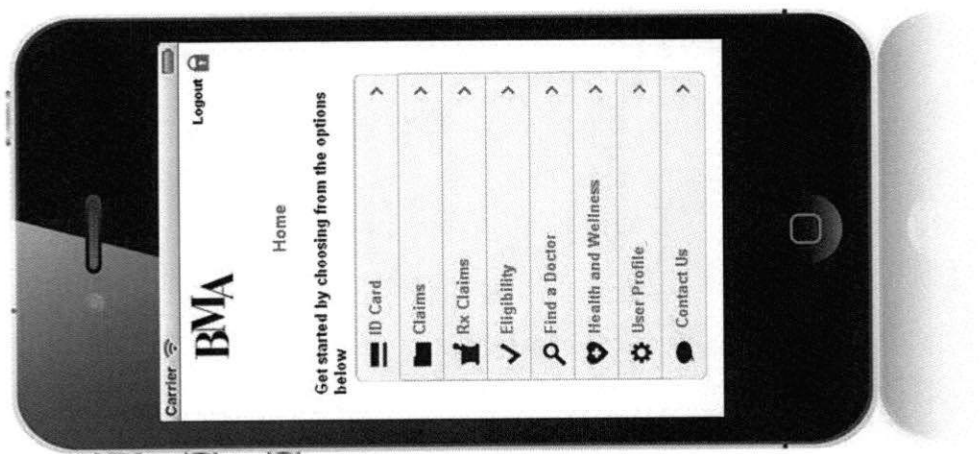 Carrier
BMA
Logout
Home
Get started by choosing from the options
below
ID Card
Claims
Rx Claims
Eligibility
Find a Doctor
Health and Wellness
User Profile
Contact Us